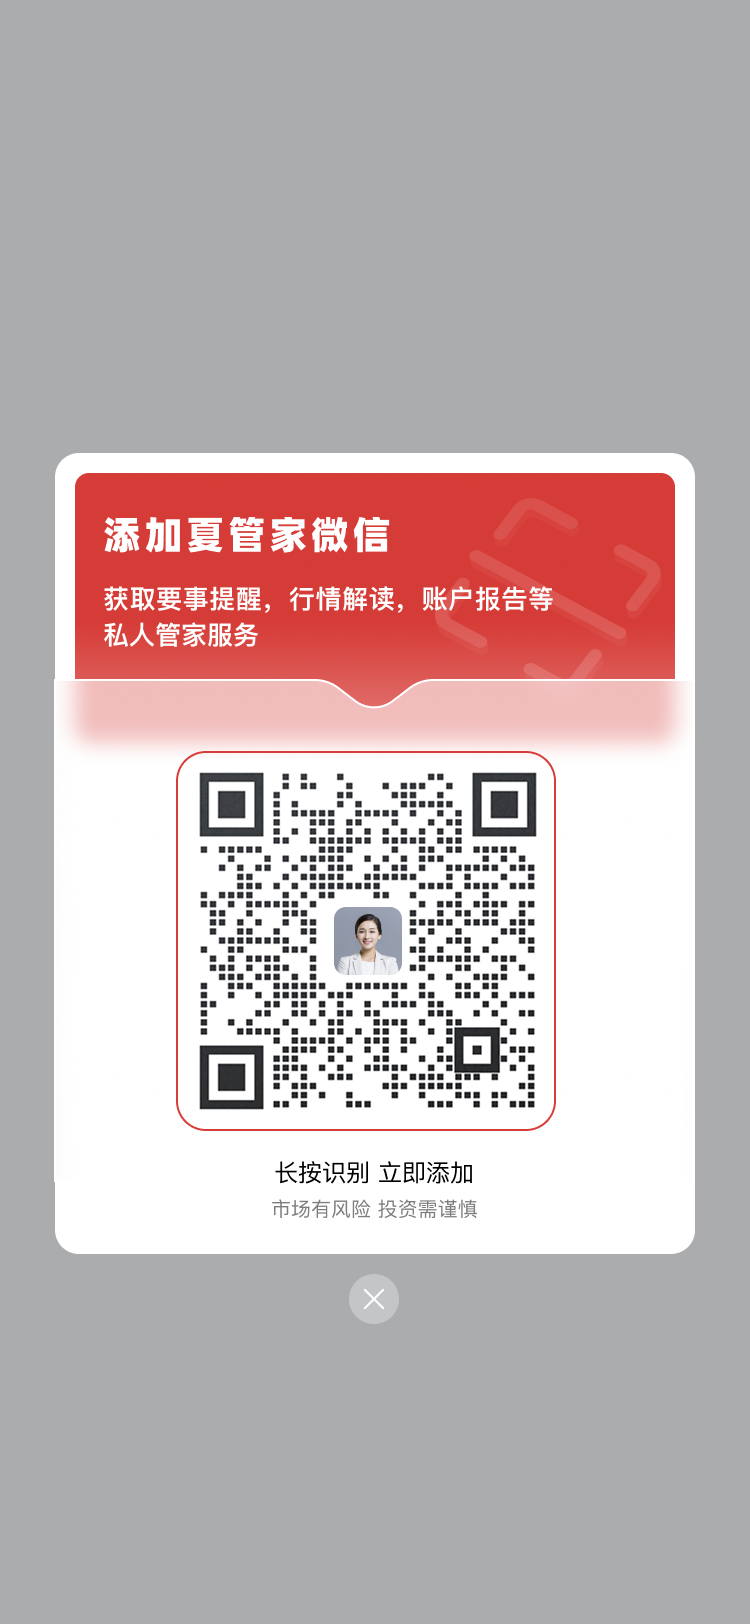 添加夏管家微信
获取要事提醒，行情解读，账户报告等
私人管家服务
长按识别 立即添加
市场有风险 投资需谨慎